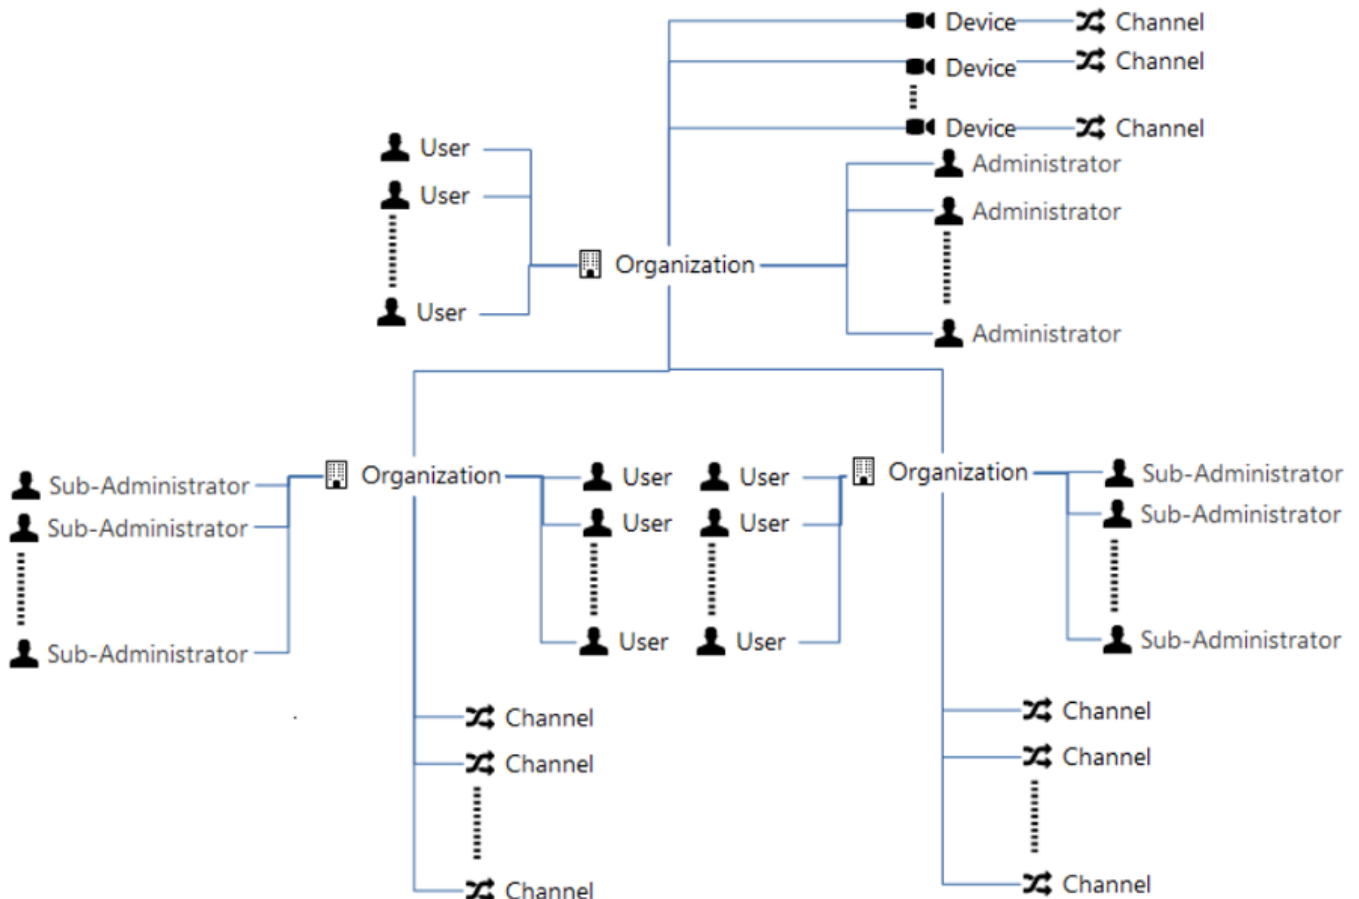 Device Channel
Device Channel
Device Channel
User
Administrator
User
Administrator
Organization
User
Administrator
Organization
User
User
Organization
Sub-Administrator
Sub-Administrator
User
User
Sub-Administrator
Sub-Administrator
Sub-Administrator
User
User
Sub-Administrator
Channel
Channel
Channel
Channel
Channel
Channel